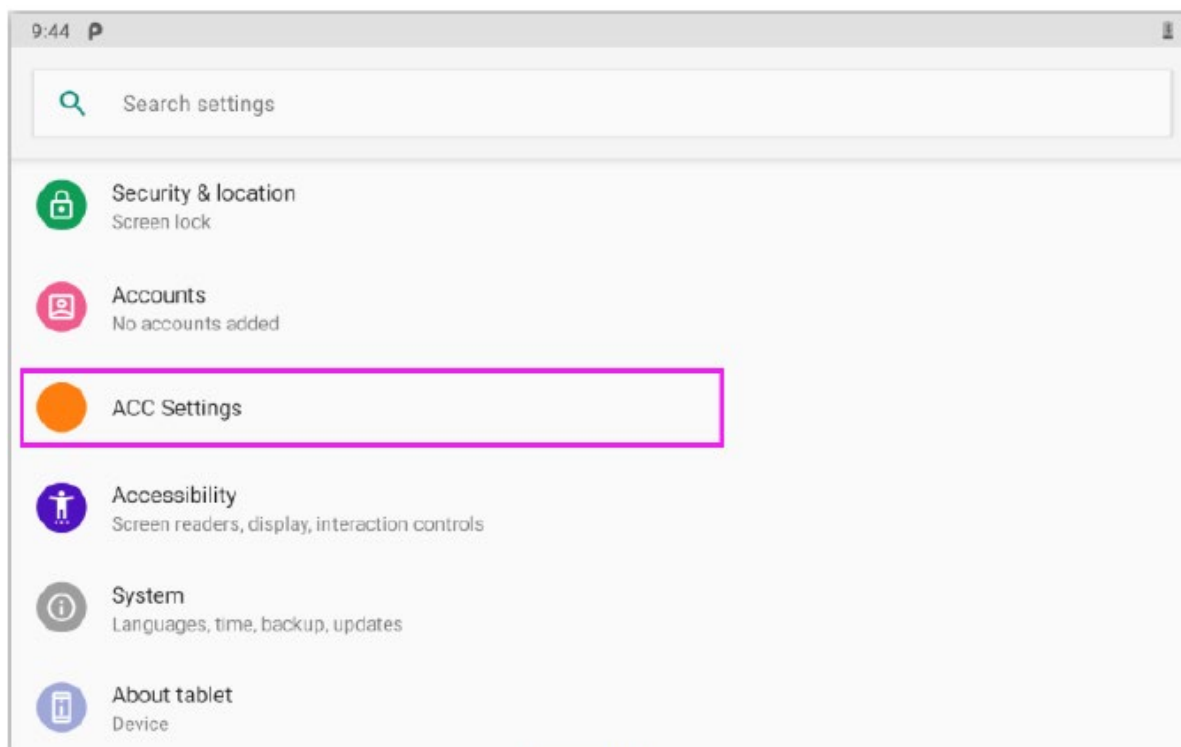 9:44
Search settings
Security & location
Screen lock
Accounts
No accounts added
ACC Settings
Accessibility
Screen readers, display, interaction controls
System
Languages, time, backup, updates
About tablet
Device